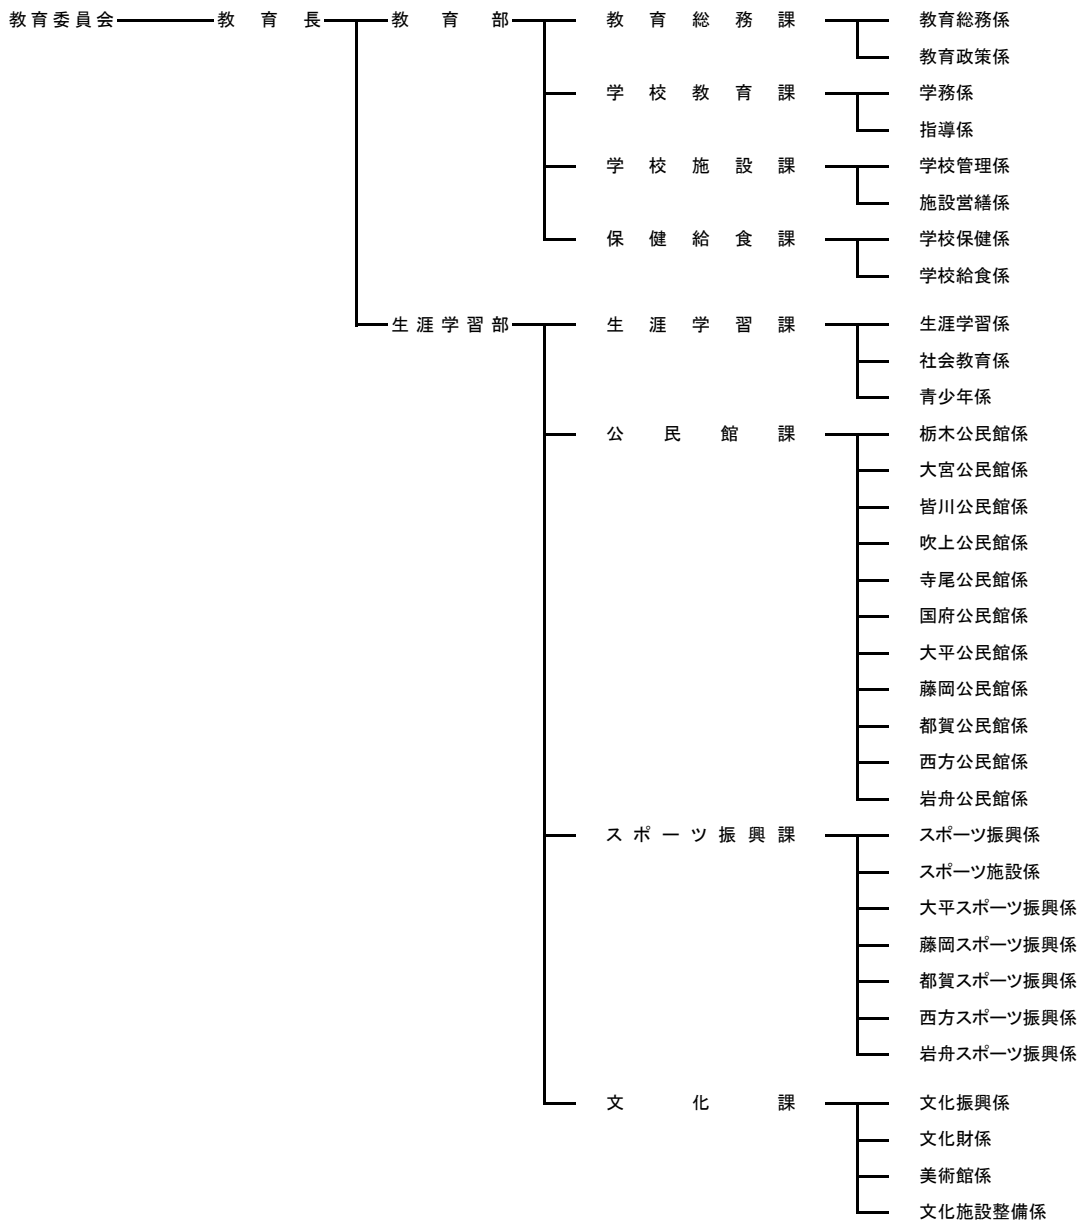 教育委員会 教育長 教育部 教育総務課 教育総務係
教育政策係
学校教育課 学務係
指導係
学校施設課 学校管理係
施設営繕係
保健給食課 学校保健係
学校給食係
生涯学習部 生涯学習課 生涯学習係
社会教育係
青少年係
公民館課 栃木公民館係
大宮公民館係
皆川公民館係
吹上公民館係
寺尾公民館係
国府公民館係
大平公民館係
藤岡公民館係
都賀公民館係
西方公民館係
岩舟公民館係
スポーツ振興課 スポーツ振興係
スポーツ施設係
大平スポーツ振興係
藤岡スポーツ振興係
都賀スポーツ振興係
西方スポーツ振興係
岩舟スポーツ振興係
文化課 文化振興係
文化財係
美術館係
文化施設整備係